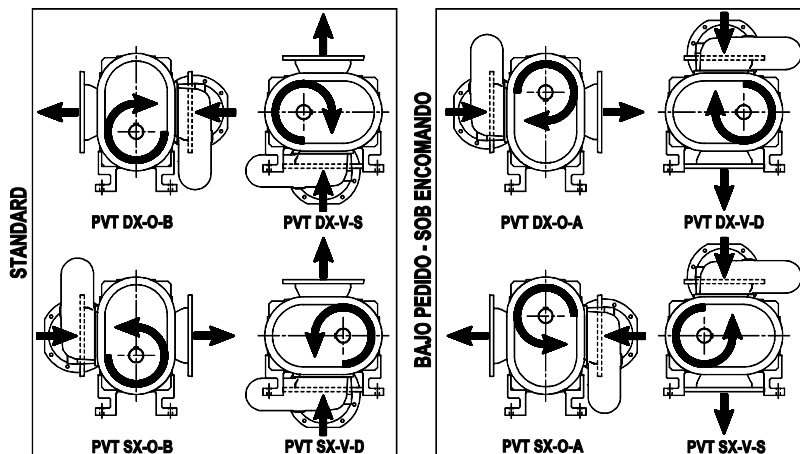 STANDARD
PVT DX-O-B
PVT DX-V-S
PVT SX-O-B
PVT SX-V-D
BAJO PEDIDO - SOB ENCOMANDO
PVT DX-O-A
PVT DX-V-D
PVT SX-O-A
PVT SX-V-S